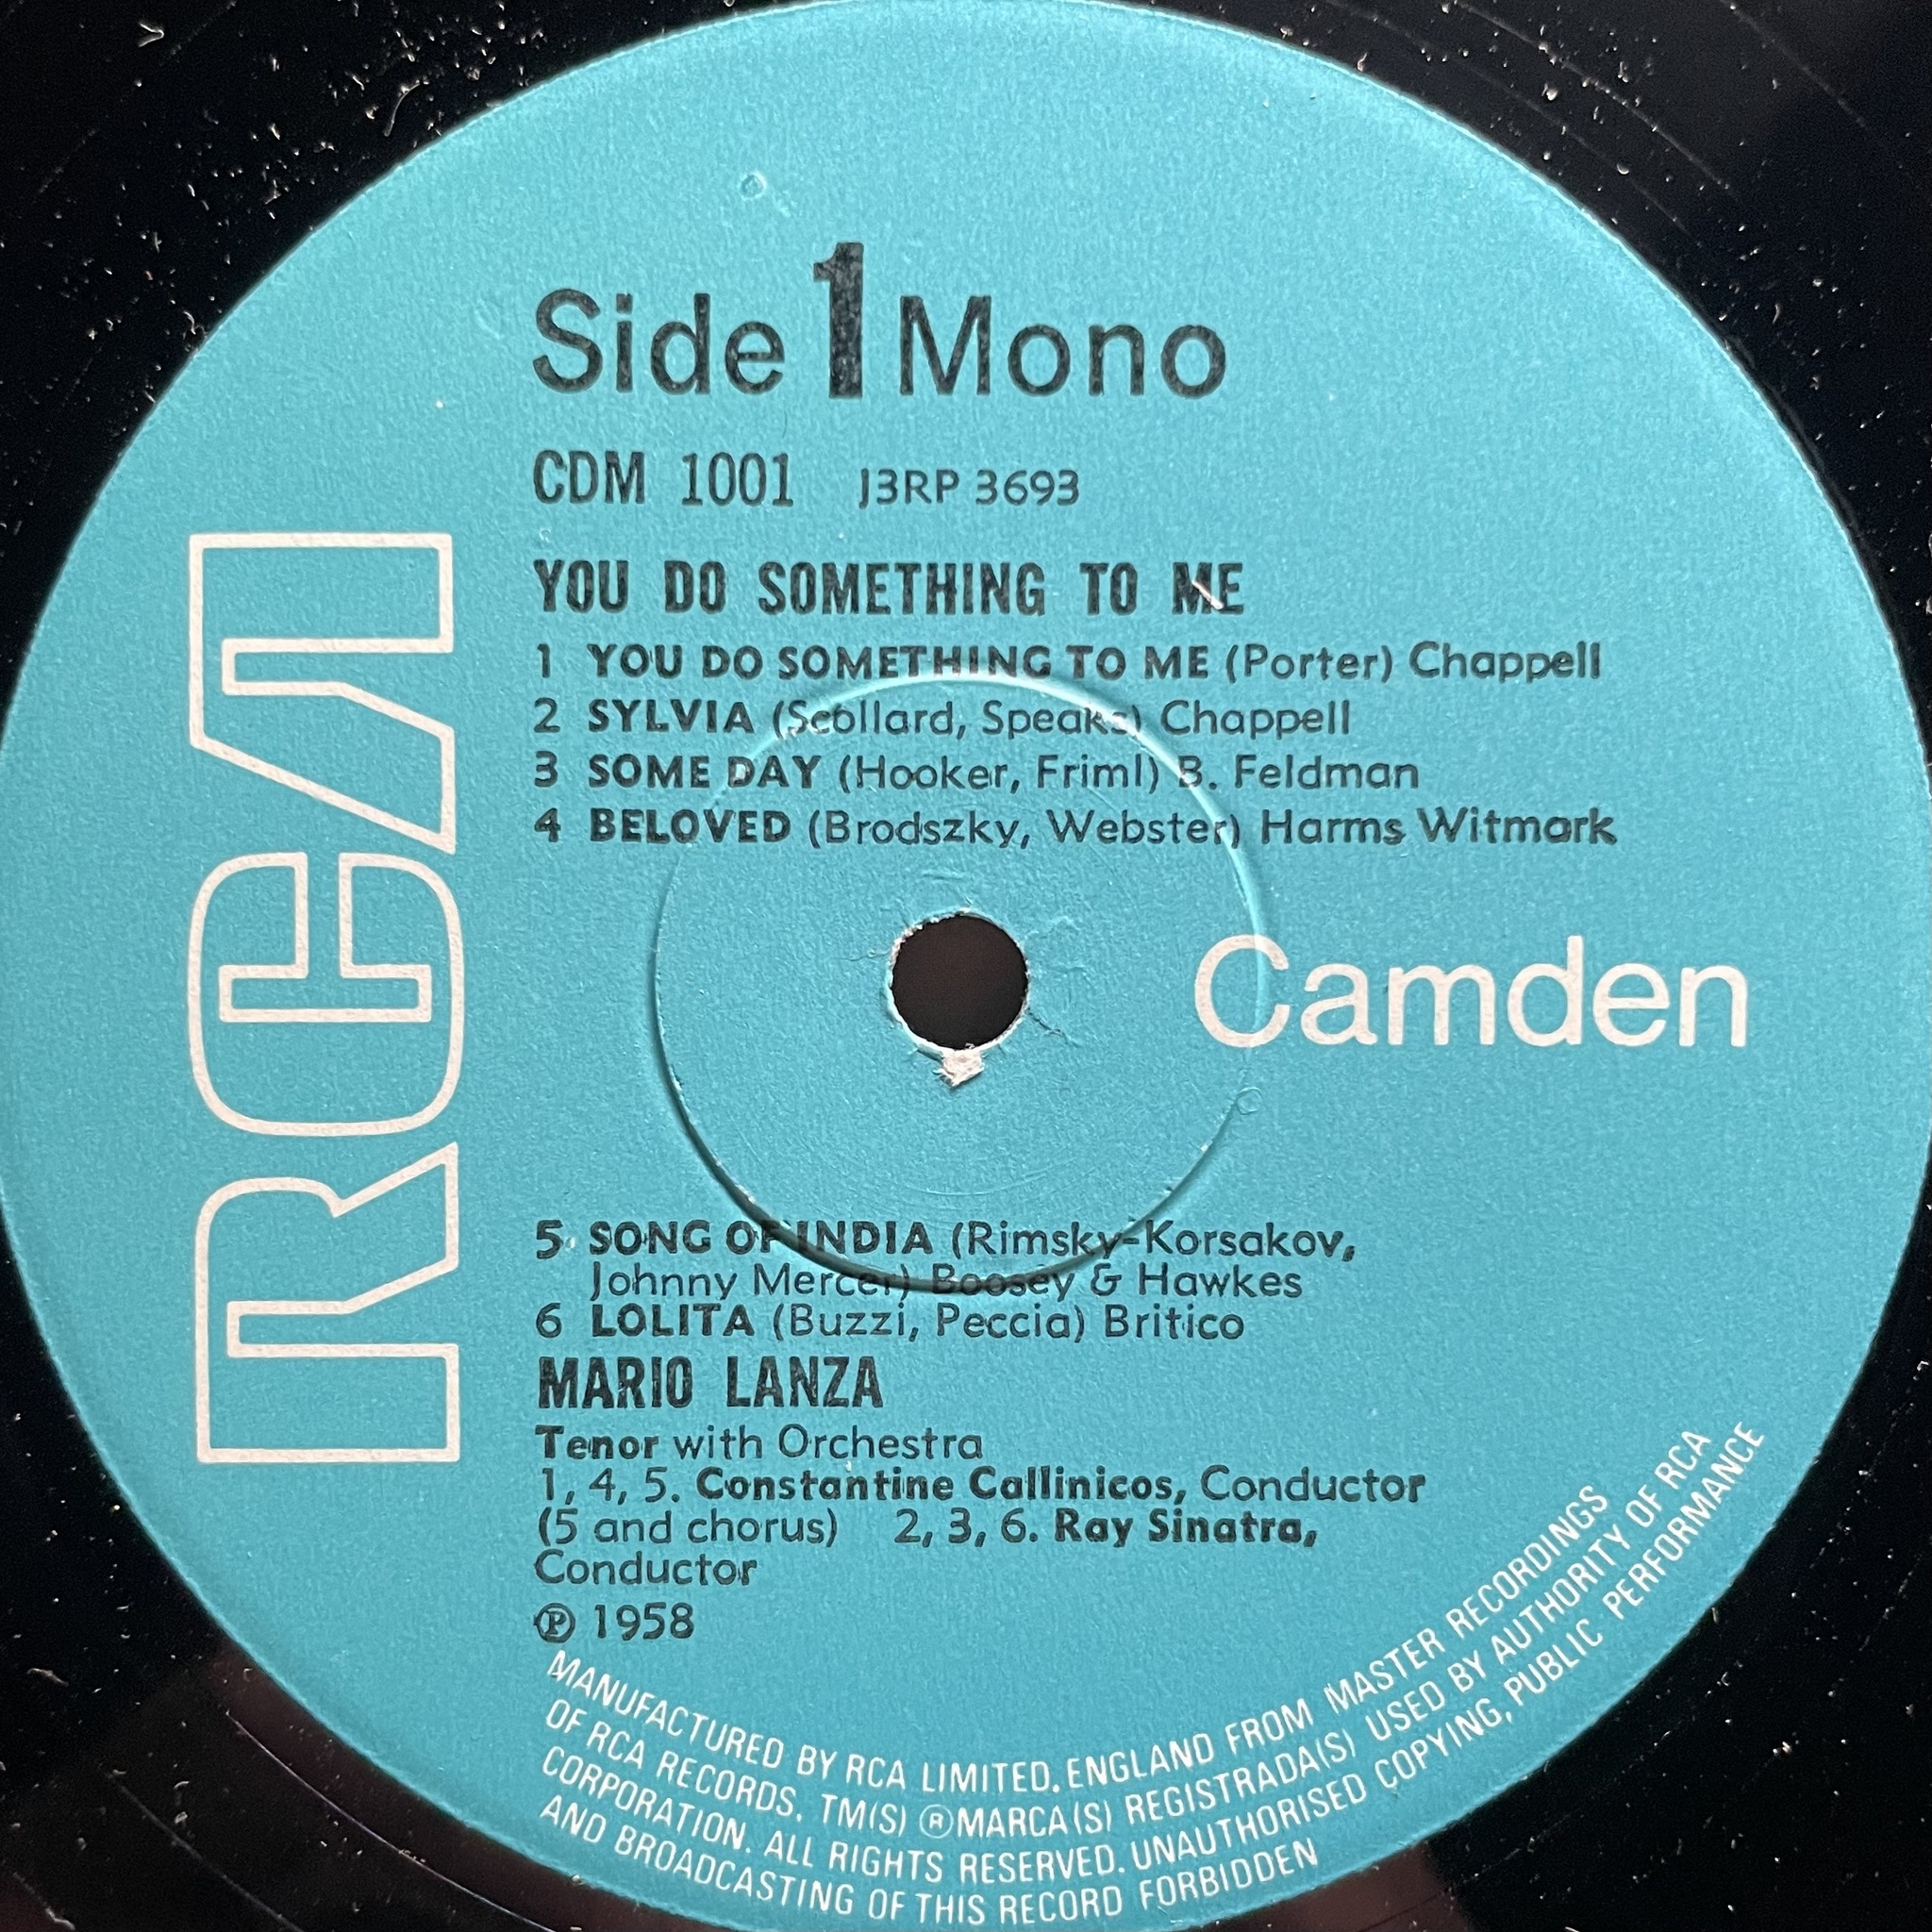 Side 1 Mono
CDM 1001 J3RP 3693
YOU DO SOMETHING TO ME
1 YOU DO SOMETHING TO ME (Porter) Chappell
2 SYLVIA (Scollard, Speaks) Chappell
3 SOME DAY (Hooker, Friml) B. Feldman
4 BELOVED (Brodszky, Webster) Harms Witmark
RCA
Camden
5 SONG OF INDIA (Rimsky-Korsakov,
Johnny Mercer) Boosey & Hawkes
6 LOLITA (Buzzi, Peccia) Britico
MARIO LANZA
Tenor with Orchestra
1, 4, 5. Constantine Callinicos, Conductor
(5 and chorus) 2, 3, 6. Ray Sinatra,
Conductor
℗ 1958
MANUFACTURED BY RCA LIMITED, ENGLAND FROM MASTER RECORDINGS
OF RCA RECORDS. TM(S) ® MARCA(S) REGISTRADA(S) USED BY AUTHORITY OF RCA
CORPORATION. ALL RIGHTS RESERVED. UNAUTHORISED COPYING, PUBLIC PERFORMANCE
AND BROADCASTING OF THIS RECORD FORBIDDEN